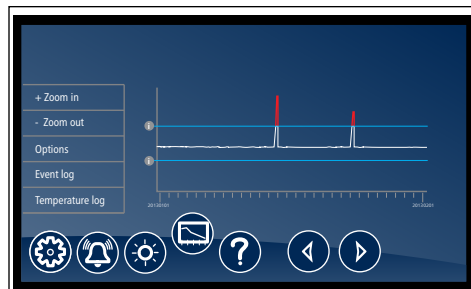 + Zoom in
- Zoom out
Options
Event log
Temperature log
i
i
20130101
20130201
?